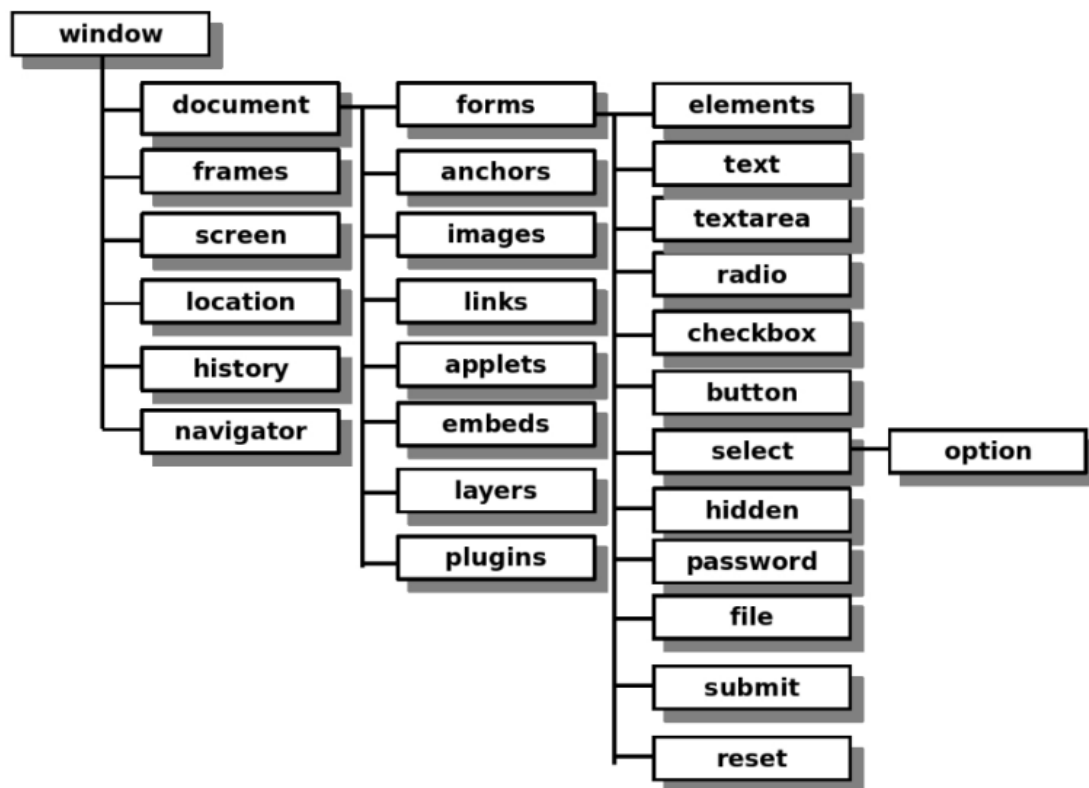 window
document
frames
screen
location
history
navigator
forms
anchors
images
links
applets
embeds
layers
plugins
elements
text
textarea
radio
checkbox
button
select
hidden
password
file
submit
reset
option